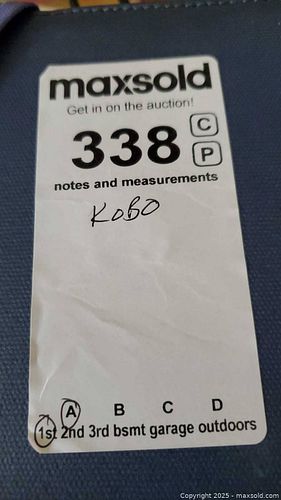 maxsold
Get in on the auction!
338 C
P
notes and measurements
KOBO
A B C D
1st 2nd 3rd bsmt garage outdoors
Copyright 2025 - maxsold.com